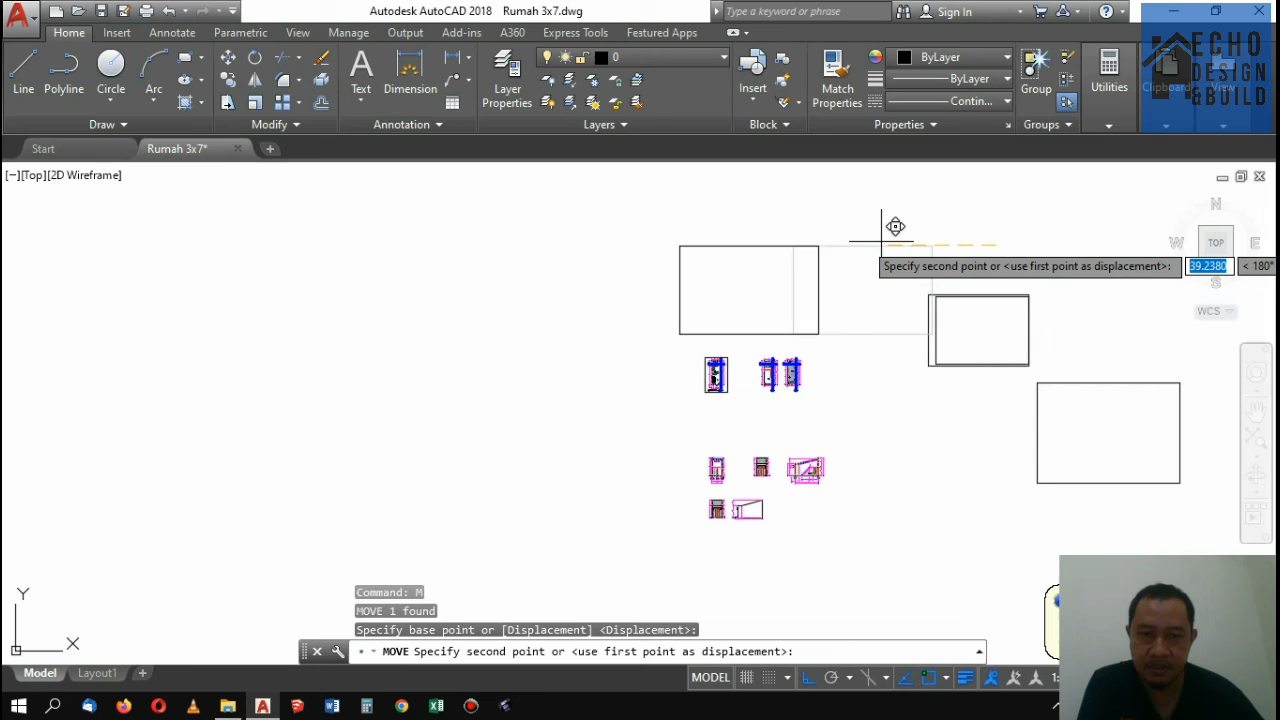 Autodesk AutoCAD 2018 Rumah 3x7.dwg
Type a keyword or phrase
Sign In
Home Insert Annotate Parametric View Manage Output Add-ins A360 Express Tools Featured Apps
ECHO
DESIGN
&BUILD
Line Polyline Circle Arc
Text Dimension
Layer
Properties
0
Insert
Match
Properties
ByLayer
ByLayer
Contin...
Group
Utilities
Clipboard
View
Draw Modify Annotation Layers Block Properties Groups
Start Rumah 3x7*
[−][Top][2D Wireframe]
N
W TOP E
S
WCS
Specify second point or <use first point as displacement>: 39.2380 < 180°
Y
X
Command: M
MOVE 1 found
Specify base point or [Displacement] <Displacement>:
MOVE Specify second point or <use first point as displacement>:
Model Layout1
MODEL
1: